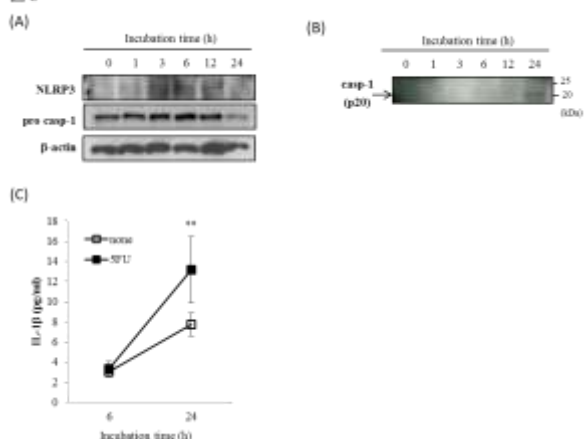 (A)
Incubation time (h)
0 1 3 6 12 24
NLRP3
pro casp-1
β-actin
(B)
Incubation time (h)
0 1 3 6 12 24
casp-1
(p20)
25
20
(kDa)
(C)
18
16
14
12
10
8
6
4
2
0
IL-1β (pg/ml)
none
5FU
**
6 24
Incubation time (h)